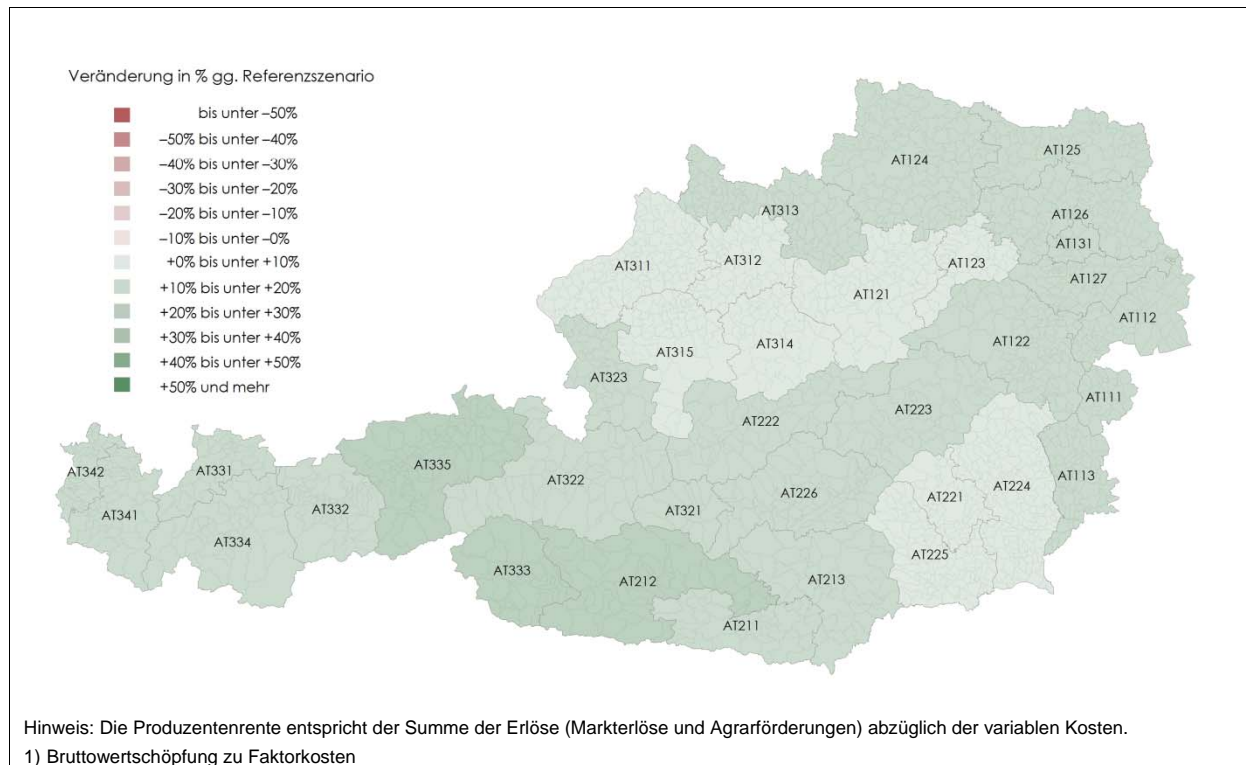 Veränderung in % gg. Referenzszenario
bis unter –50%
–50% bis unter –40%
–40% bis unter –30%
–30% bis unter –20%
–20% bis unter –10%
–10% bis unter –0%
+0% bis unter +10%
+10% bis unter +20%
+20% bis unter +30%
+30% bis unter +40%
+40% bis unter +50%
+50% und mehr
AT124
AT125
AT313
AT126
AT131
AT311
AT312
AT123
AT127
AT121
AT112
AT122
AT315
AT314
AT323
AT111
AT222
AT223
AT342
AT331
AT335
AT322
AT113
AT332
AT226
AT221
AT224
AT321
AT341
AT334
AT225
AT333
AT212
AT213
AT211
Hinweis: Die Produzentenrente entspricht der Summe der Erlöse (Markterlöse und Agrarförderungen) abzüglich der variablen Kosten.
1) Bruttowertschöpfung zu Faktorkosten